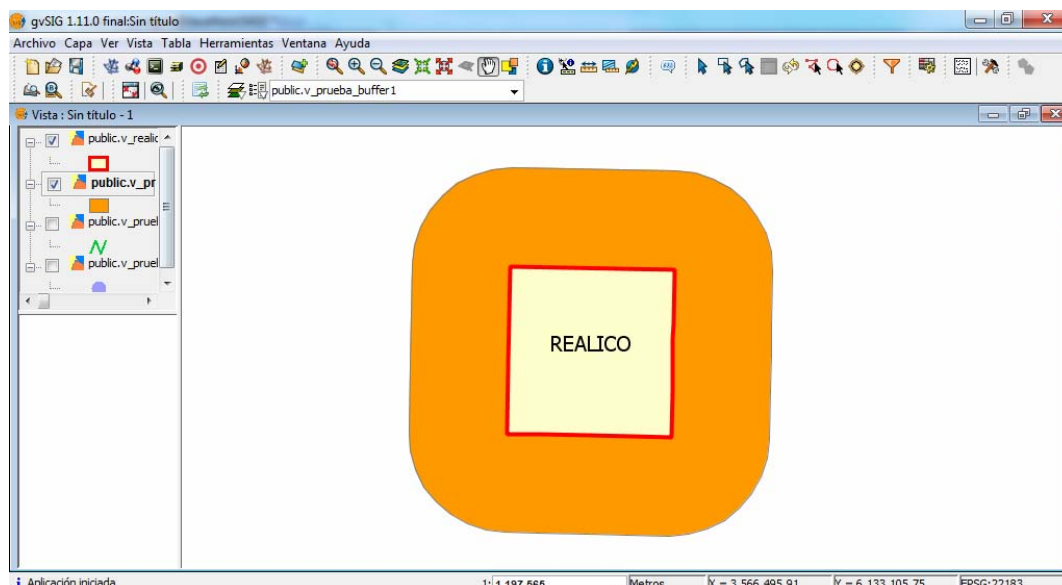 gvSIG 1.11.0 final:Sin título
Archivo Capa Ver Vista Tabla Herramientas Ventana Ayuda
public.v_prueba_buffer1
Vista : Sin título - 1
public.v_realic
public.v_pr
public.v_pruel
public.v_pruel
REALICO
Aplicación iniciada
1: 1.197.565 Metros X = 3.566.495,91 Y = 6.133.105,75 EPSG:22183